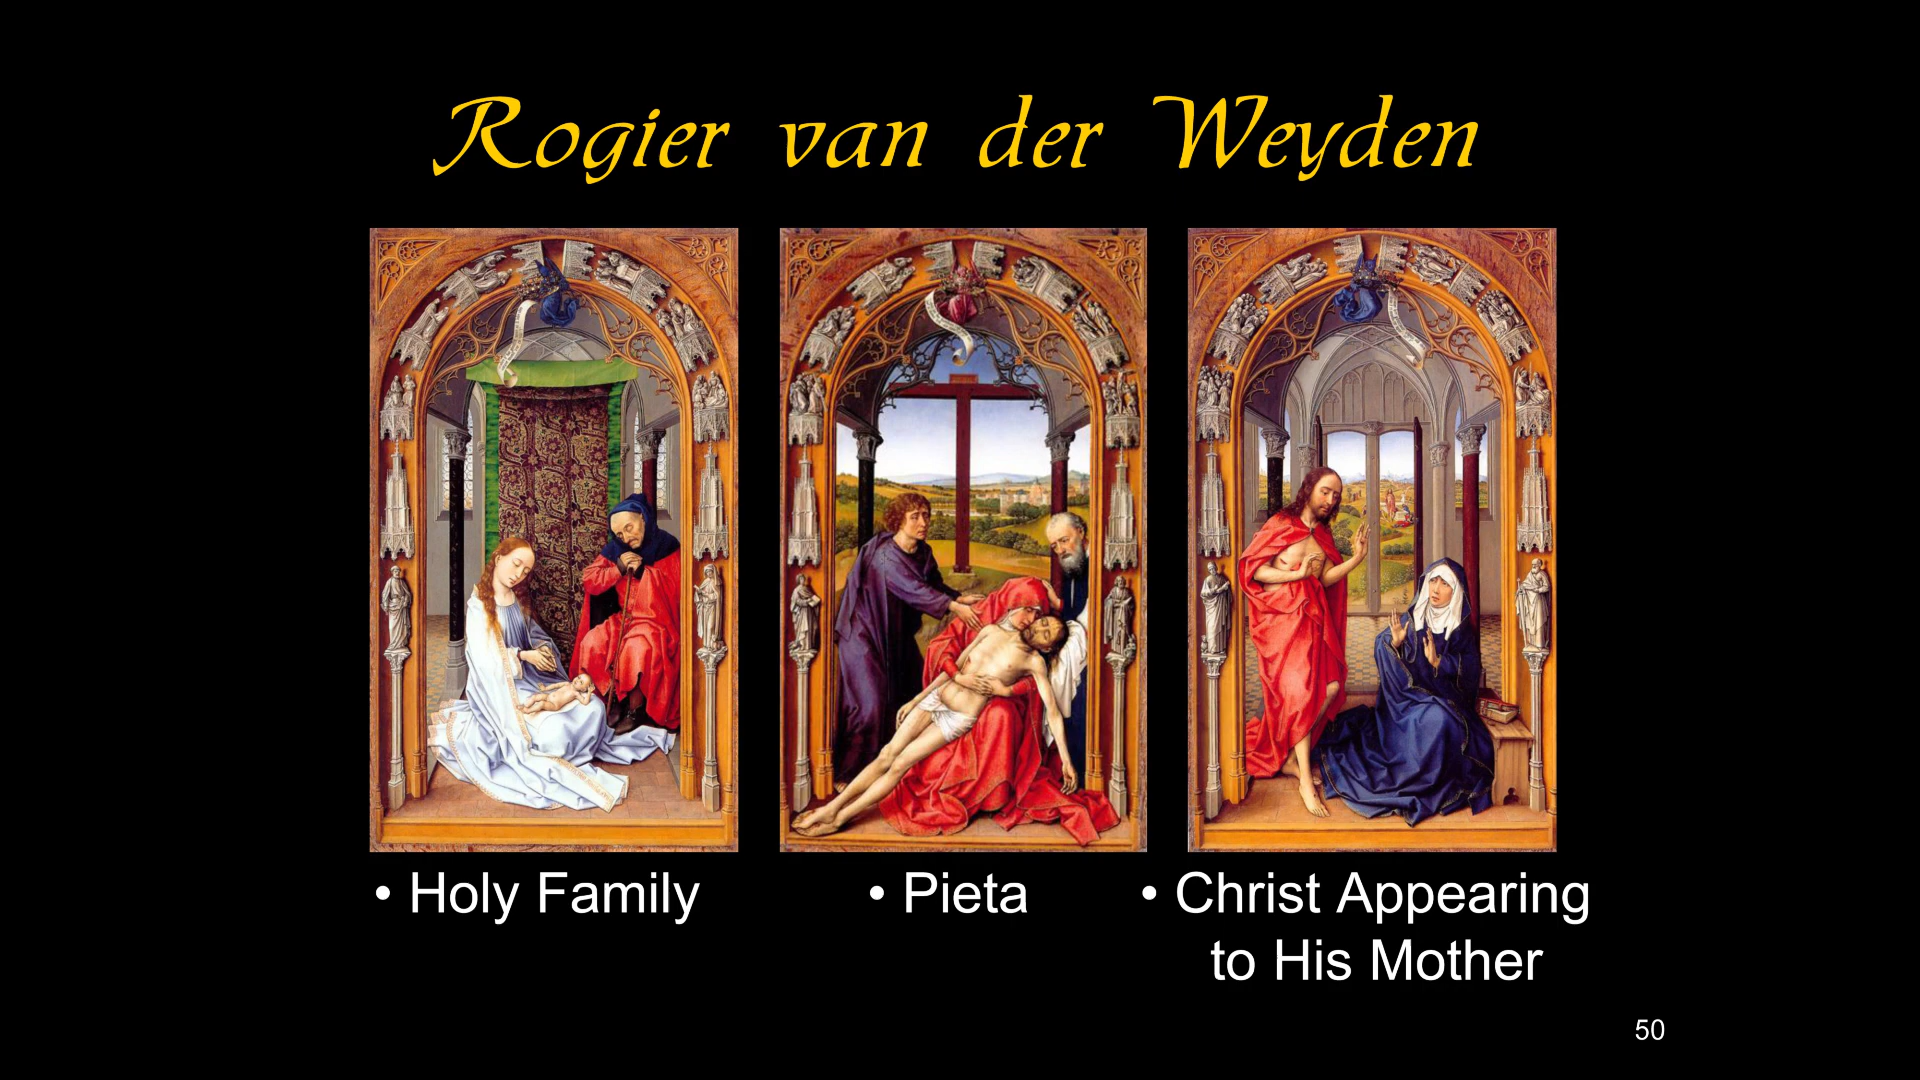 Rogier van der Weyden
• Holy Family
• Pieta
• Christ Appearing
to His Mother
50